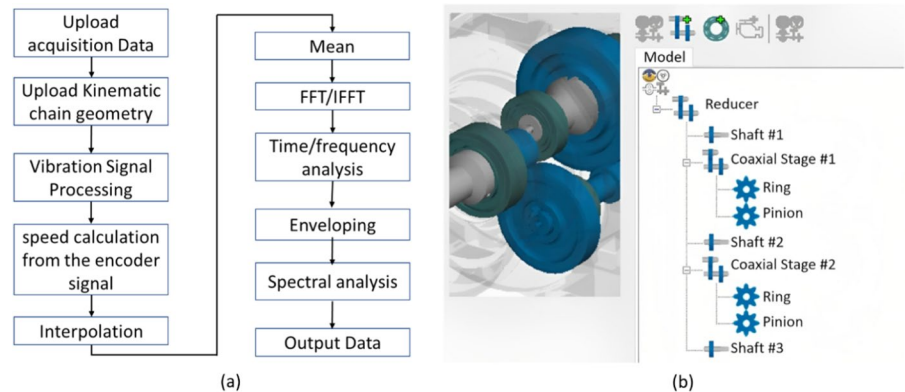 Upload
acquisition Data
Upload Kinematic
chain geometry
Vibration Signal
Processing
speed calculation
from the encoder
signal
Interpolation
Mean
FFT/IFFT
Time/frequency
analysis
Enveloping
Spectral analysis
Output Data
(a)
Model
Reducer
Shaft #1
Coaxial Stage #1
Ring
Pinion
Shaft #2
Coaxial Stage #2
Ring
Pinion
Shaft #3
(b)